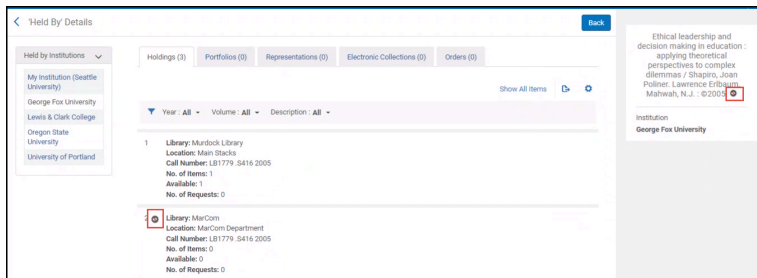 'Held By' Details
Back
Held by Institutions
My Institution (Seattle
University)
George Fox University
Lewis & Clark College
Oregon State
University
University of Portland
Holdings (3)
Portfolios (0)
Representations (0)
Electronic Collections (0)
Orders (0)
Show All Items
Year : All
Volume : All
Description : All
1
Library: Murdock Library
Location: Main Stacks
Call Number: LB1779 .S416 2005
No. of Items: 1
Available: 1
No. of Requests: 0
2
Library: MarCom
Location: MarCom Department
Call Number: LB1779 .S416 2005
No. of Items: 0
Available: 0
No. of Requests: 0
Ethical leadership and
decision making in education :
applying theoretical
perspectives to complex
dilemmas / Shapiro, Joan
Poliner. Lawrence Erlbaum,
Mahwah, N.J. : ©2005
Institution
George Fox University